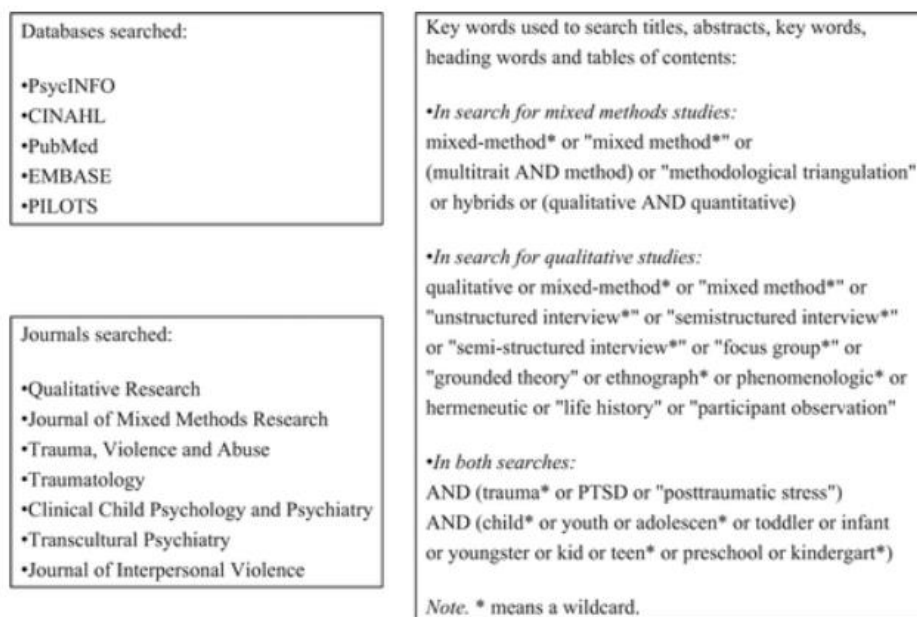 Databases searched:
•PsycINFO
•CINAHL
•PubMed
•EMBASE
•PILOTS
Journals searched:
•Qualitative Research
•Journal of Mixed Methods Research
•Trauma, Violence and Abuse
•Traumatology
•Clinical Child Psychology and Psychiatry
•Transcultural Psychiatry
•Journal of Interpersonal Violence
Key words used to search titles, abstracts, key words,
heading words and tables of contents:
•In search for mixed methods studies:
mixed-method* or "mixed method*" or
(multitrait AND method) or "methodological triangulation"
or hybrids or (qualitative AND quantitative)
•In search for qualitative studies:
qualitative or mixed-method* or "mixed method*" or
"unstructured interview*" or "semistructured interview*"
or "semi-structured interview*" or "focus group*" or
"grounded theory" or ethnograph* or phenomenologic* or
hermeneutic or "life history" or "participant observation"
•In both searches:
AND (trauma* or PTSD or "posttraumatic stress")
AND (child* or youth or adolescen* or toddler or infant
or youngster or kid or teen* or preschool or kindergart*)
Note. * means a wildcard.